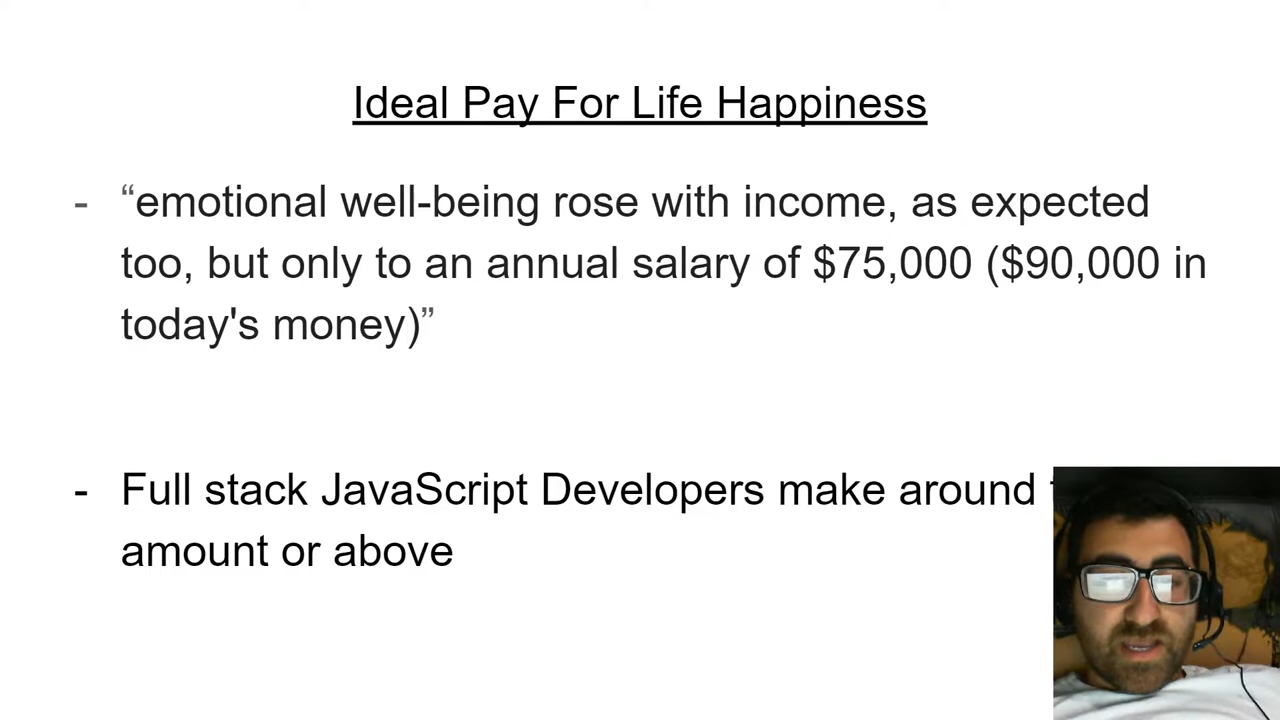 Ideal Pay For Life Happiness
- “emotional well-being rose with income, as expected
too, but only to an annual salary of $75,000 ($90,000 in
today's money)”
- Full stack JavaScript Developers make around
amount or above